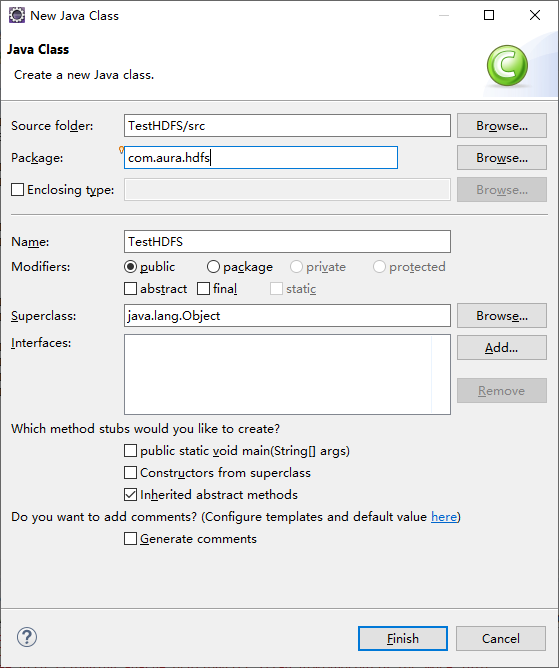 New Java Class
Java Class
Create a new Java class.
Source folder: TestHDFS/src Browse...
Package: com.aura.hdfs Browse...
Enclosing type: Browse...
Name: TestHDFS
Modifiers: public package private protected
abstract final static
Superclass: java.lang.Object Browse...
Interfaces: Add...
Remove
Which method stubs would you like to create?
public static void main(String[] args)
Constructors from superclass
Inherited abstract methods
Do you want to add comments? (Configure templates and default value here)
Generate comments
? Finish Cancel